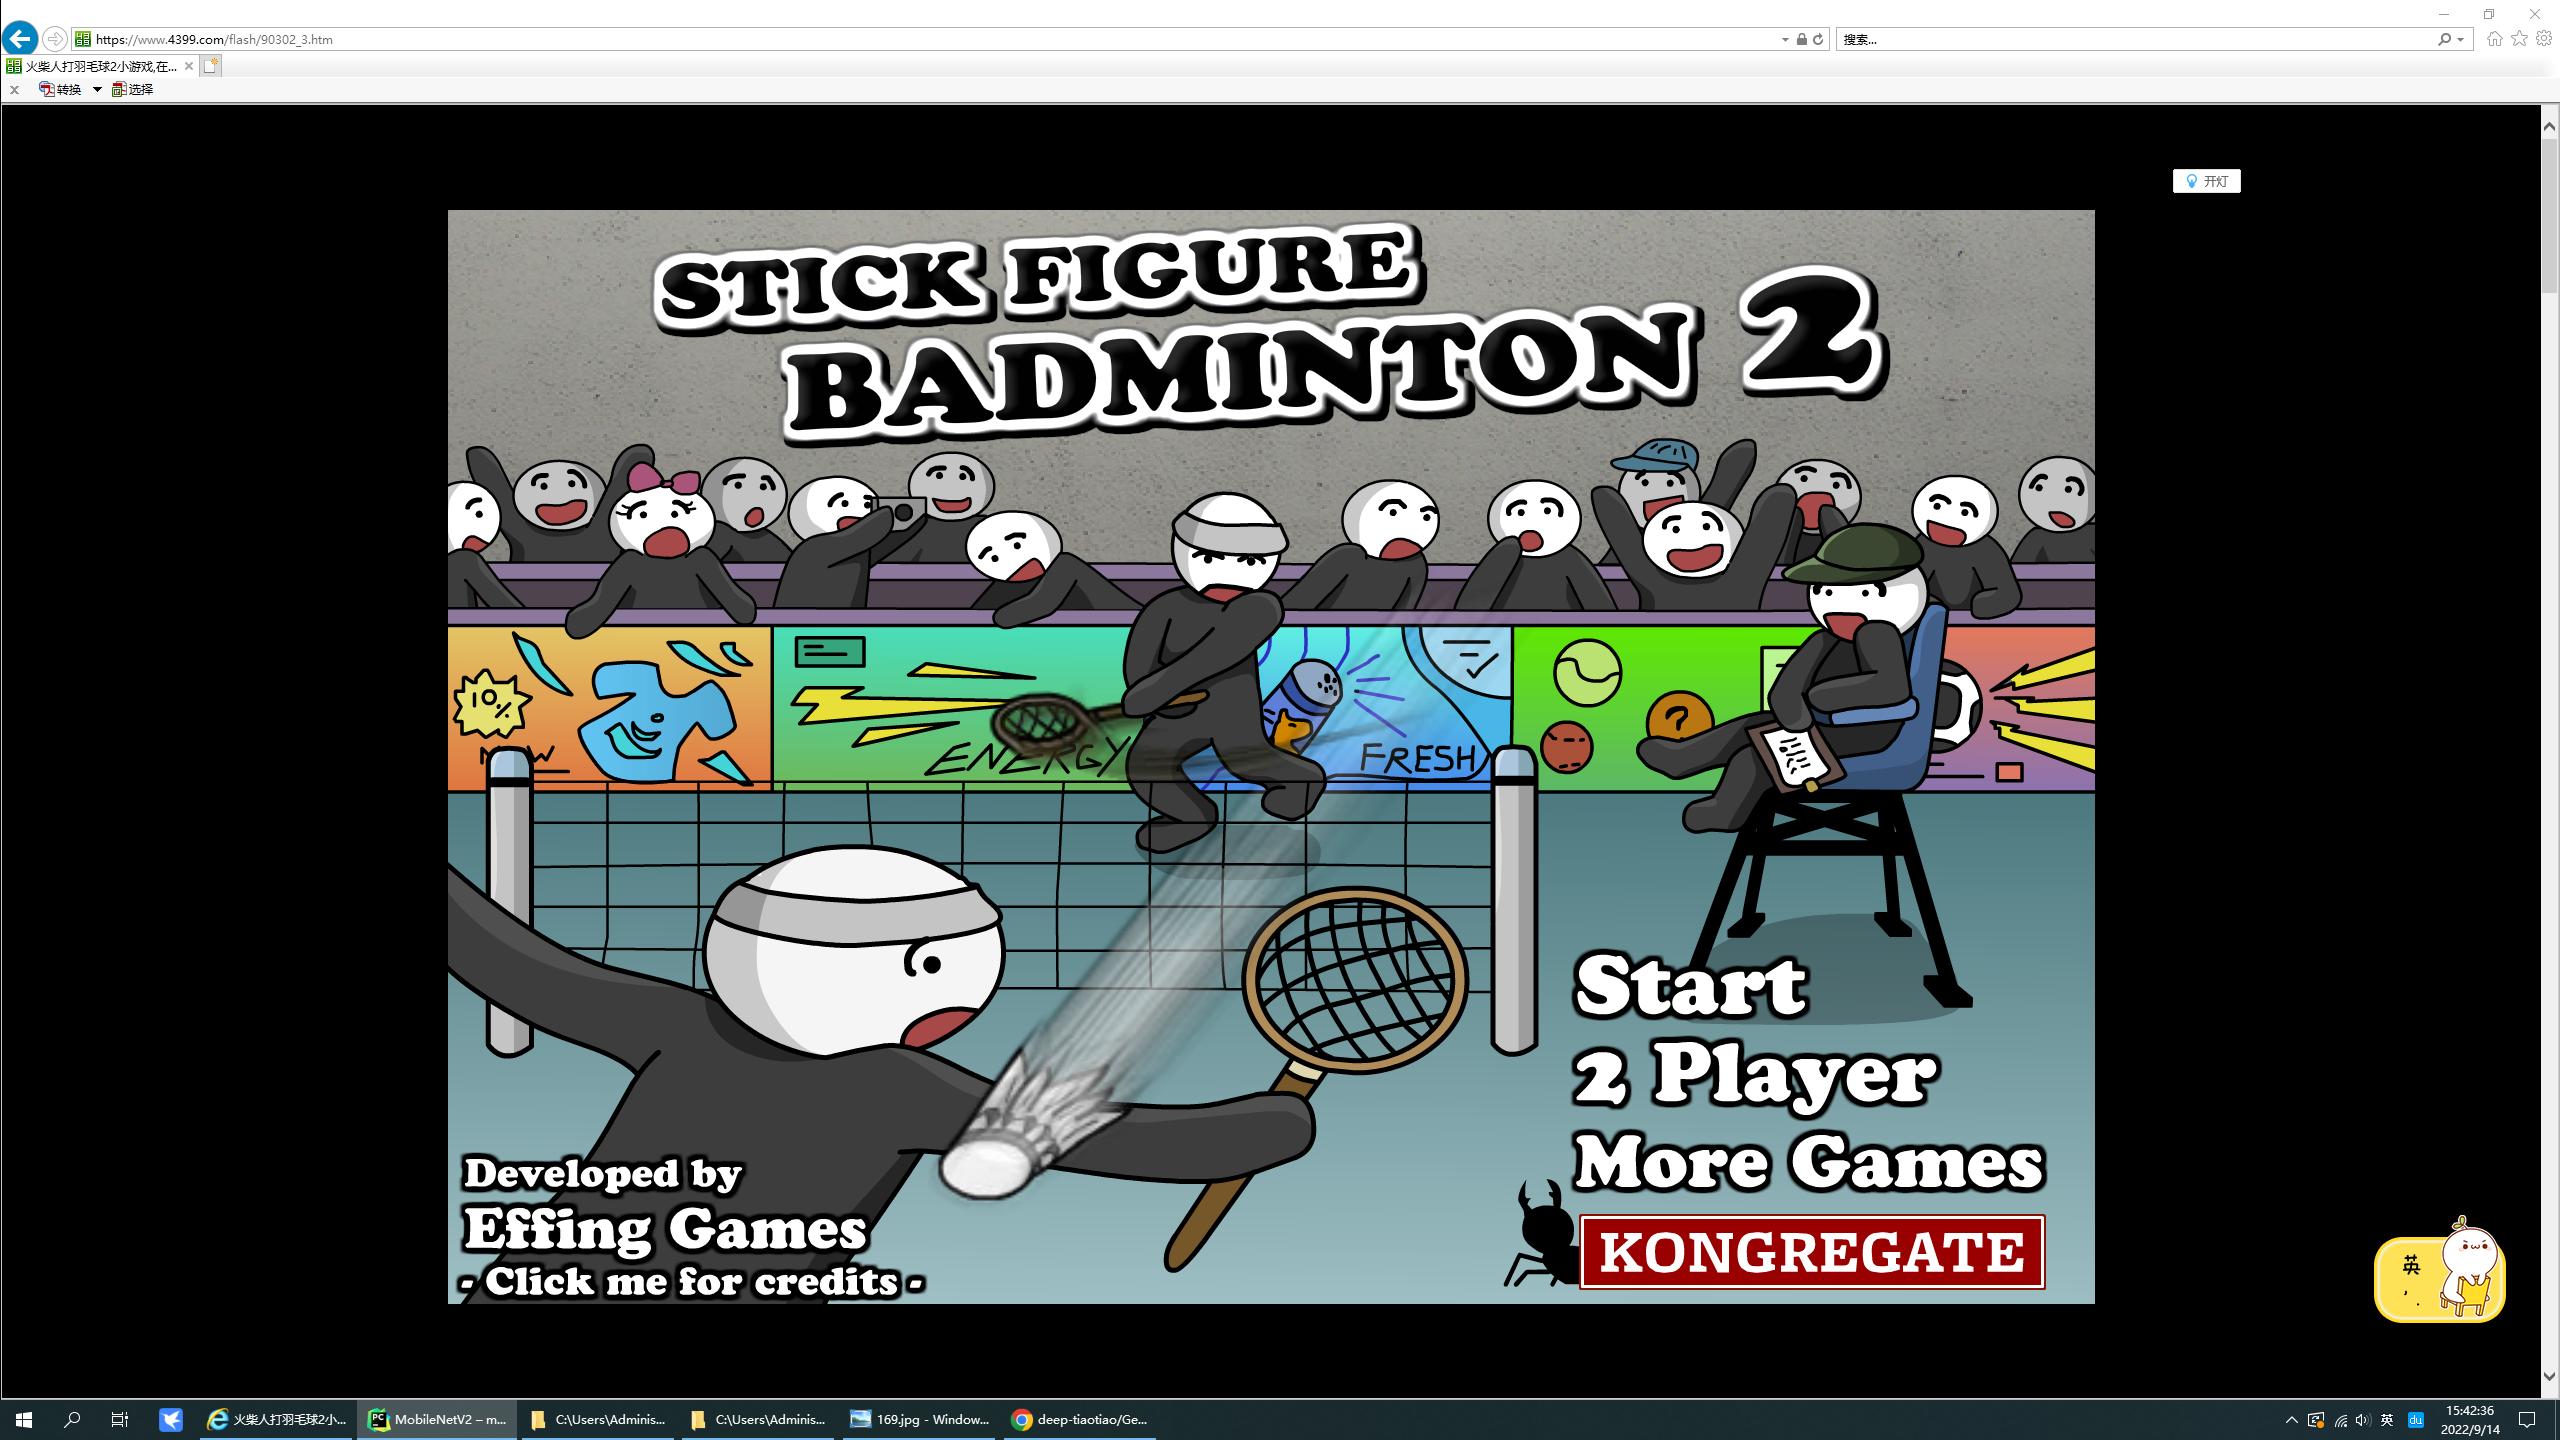 https://www.4399.com/flash/90302_3.htm
搜索...
火柴人打羽毛球2小游戏,在...
转换 选择
开灯
STICK FIGURE
BADMINTON 2
10%
ENERGY
FRESH
?
Start
2 Player
More Games
KONGREGATE
Developed by
Effing Games
- Click me for credits -
英
火柴人打羽毛球2小...
PC
MobileNetV2 – m...
C:\Users\Adminis...
C:\Users\Adminis...
169.jpg - Window...
deep-tiaotiao/Ge...
英
du
15:42:36
2022/9/14